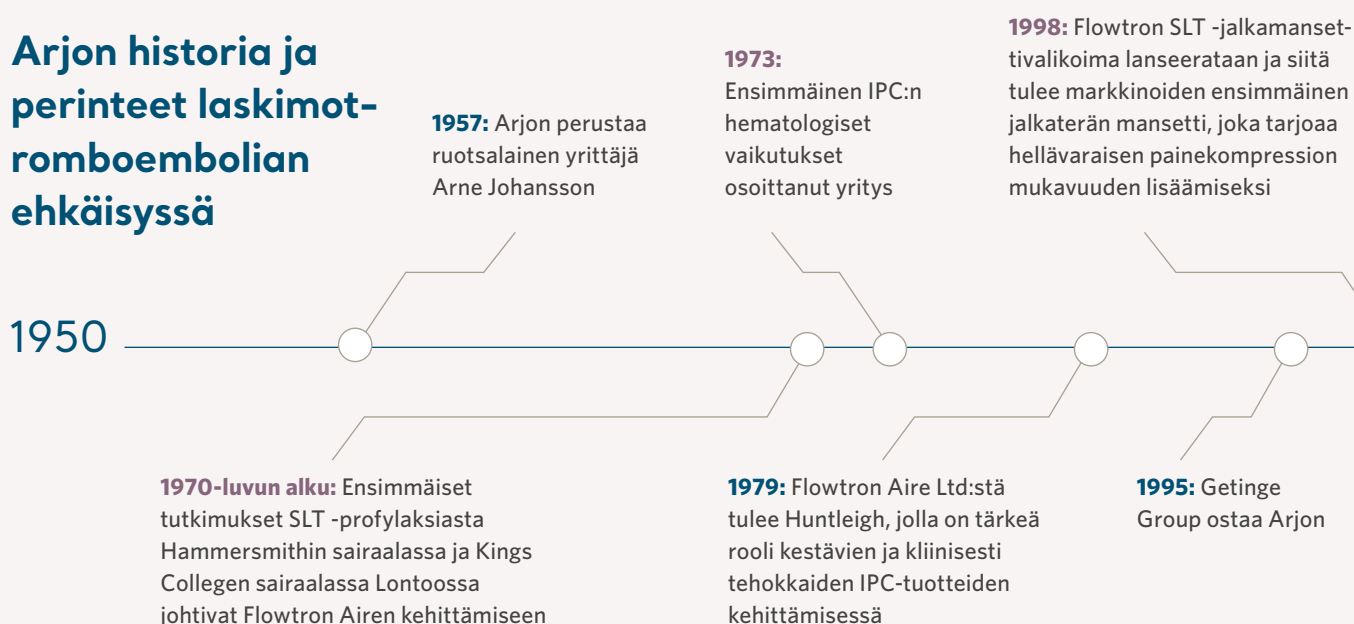 Arjon historia ja
perinteet laskimot-
romboembolian
ehkäisyssä
1957: Arjon perustaa
ruotsalainen yrittäjä
Arne Johansson
1973:
Ensimmäinen IPC:n
hematologiset
vaikutukset
osoittanut yritys
1998: Flowtron SLT -jalkamanset-
tivalikoima lanseerataan ja siitä
tulee markkinoiden ensimmäinen
jalkaterän mansetti, joka tarjoaa
hellävaraisen painekompression
mukavuuden lisäämiseksi
1950
1970-luvun alku: Ensimmäiset
tutkimukset SLT -profylaksiasta
Hammersmithin sairaalassa ja Kings
Collegen sairaalassa Lontoossa
johtivat Flowtron Airen kehittämiseen
1979: Flowtron Aire Ltd:stä
tulee Huntleigh, jolla on tärkeä
rooli kestävien ja kliinisesti
tehokkaiden IPC-tuotteiden
kehittämisessä
1995: Getinge
Group ostaa Arjon